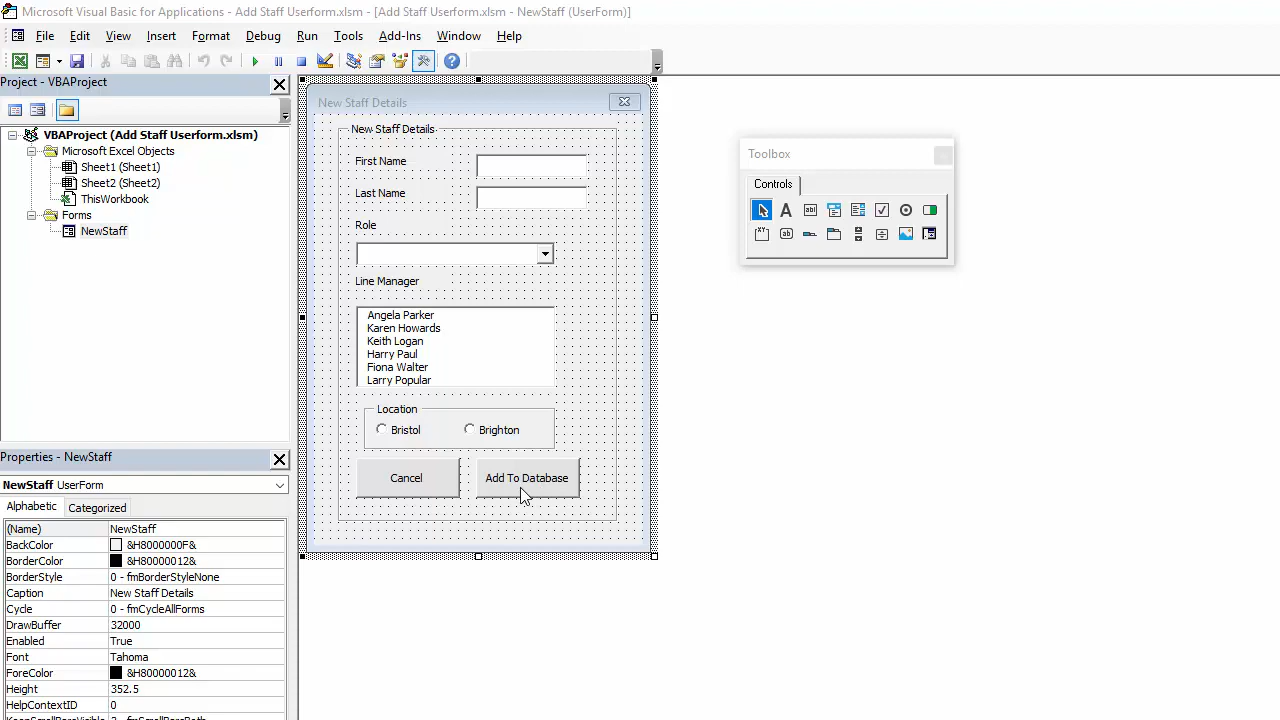 Microsoft Visual Basic for Applications - Add Staff Userform.xlsm - [Add Staff Userform.xlsm - NewStaff (UserForm)]
File Edit View Insert Format Debug Run Tools Add-Ins Window Help
Project - VBAProject
VBAProject (Add Staff Userform.xlsm)
Microsoft Excel Objects
Sheet1 (Sheet1)
Sheet2 (Sheet2)
ThisWorkbook
Forms
NewStaff
Properties - NewStaff
NewStaff UserForm
Alphabetic Categorized
(Name) NewStaff
BackColor &H8000000F&
BorderColor &H80000012&
BorderStyle 0 - fmBorderStyleNone
Caption New Staff Details
Cycle 0 - fmCycleAllForms
DrawBuffer 32000
Enabled True
Font Tahoma
ForeColor &H80000012&
Height 352.5
HelpContextID 0
New Staff Details
New Staff Details
First Name
Last Name
Role
Line Manager
Angela Parker
Karen Howards
Keith Logan
Harry Paul
Fiona Walter
Larry Popular
Location
Bristol Brighton
Cancel Add To Database
Toolbox
Controls